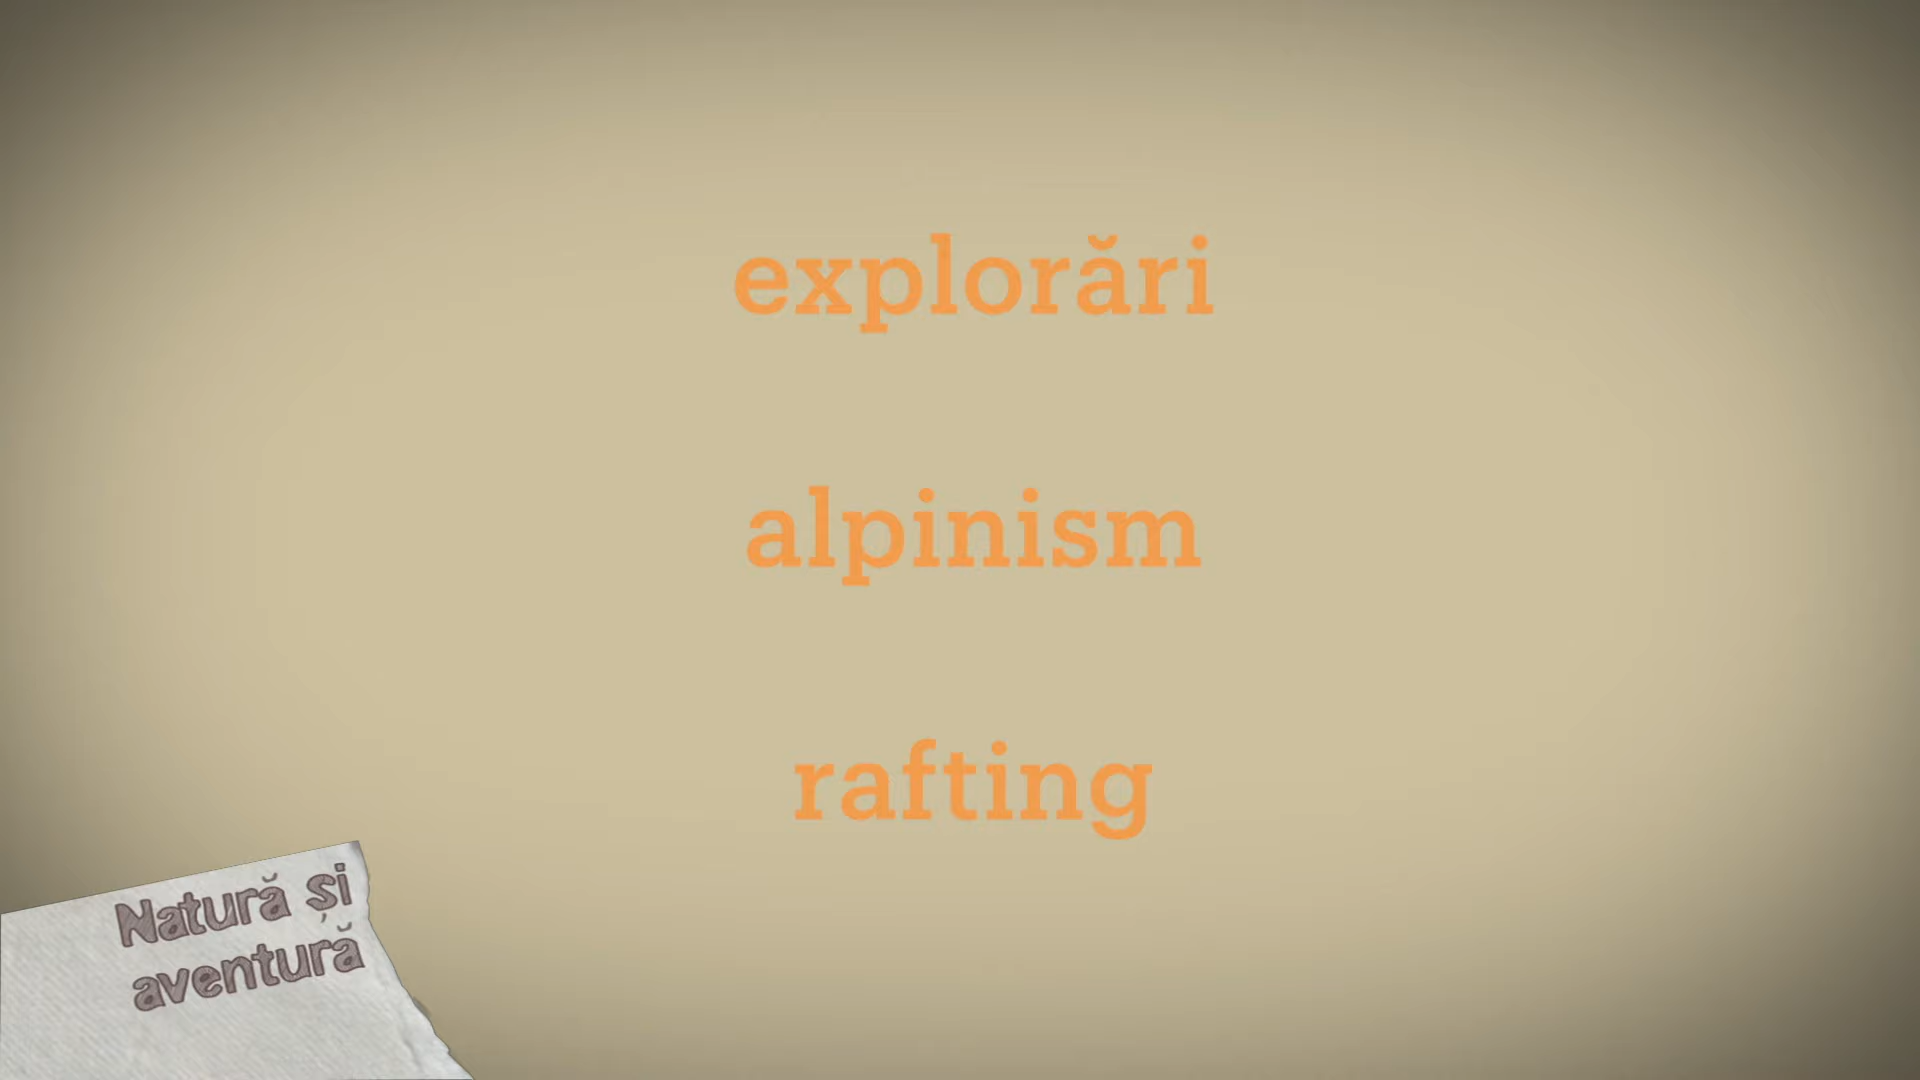 explorări
alpinism
rafting
Natură și
aventură